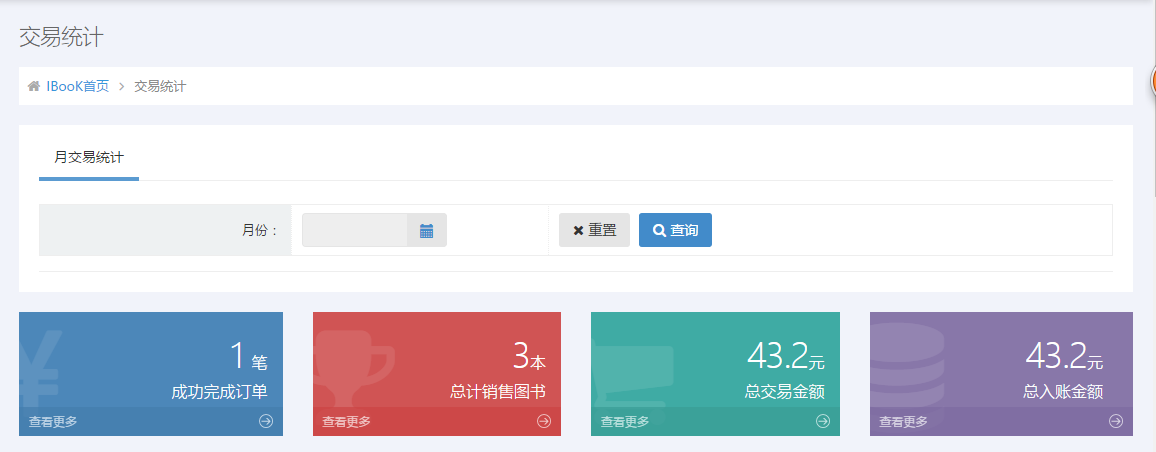 交易统计
IBooK首页 > 交易统计
月交易统计
月份： 重置 查询
1 笔
成功完成订单
查看更多
3本
总计销售图书
查看更多
43.2元
总交易金额
查看更多
43.2元
总入账金额
查看更多